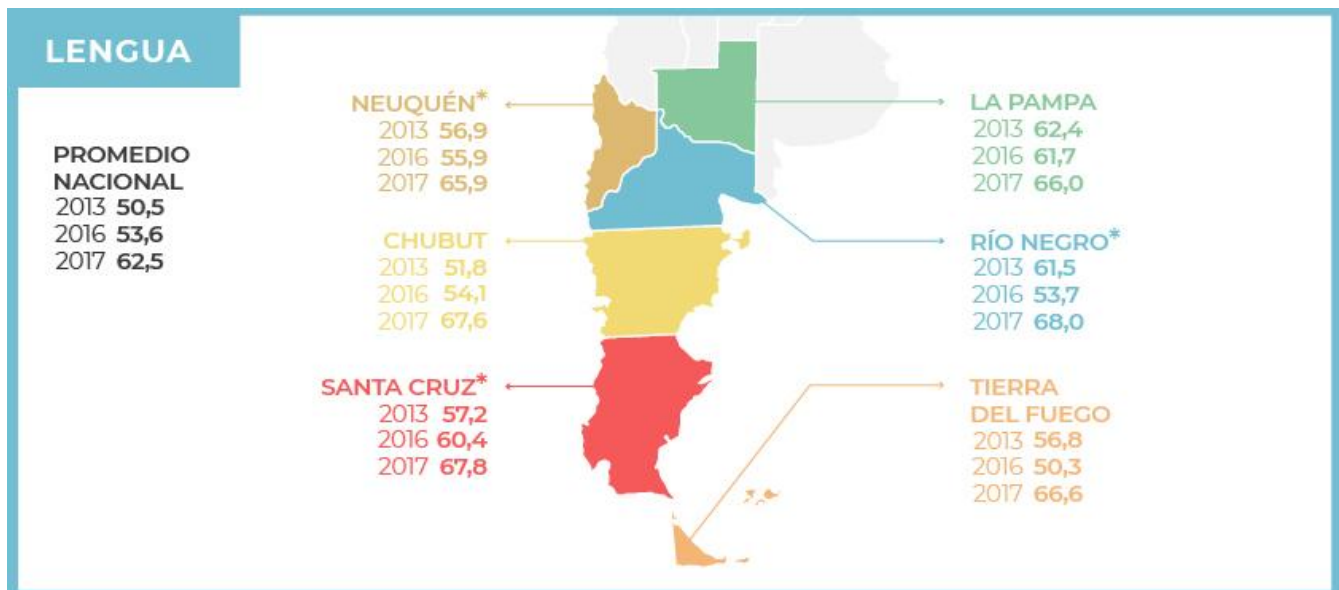 LENGUA
PROMEDIO
NACIONAL
2013 50,5
2016 53,6
2017 62,5
NEUQUÉN*
2013 56,9
2016 55,9
2017 65,9
CHUBUT
2013 51,8
2016 54,1
2017 67,6
SANTA CRUZ*
2013 57,2
2016 60,4
2017 67,8
LA PAMPA
2013 62,4
2016 61,7
2017 66,0
RÍO NEGRO*
2013 61,5
2016 53,7
2017 68,0
TIERRA
DEL FUEGO
2013 56,8
2016 50,3
2017 66,6